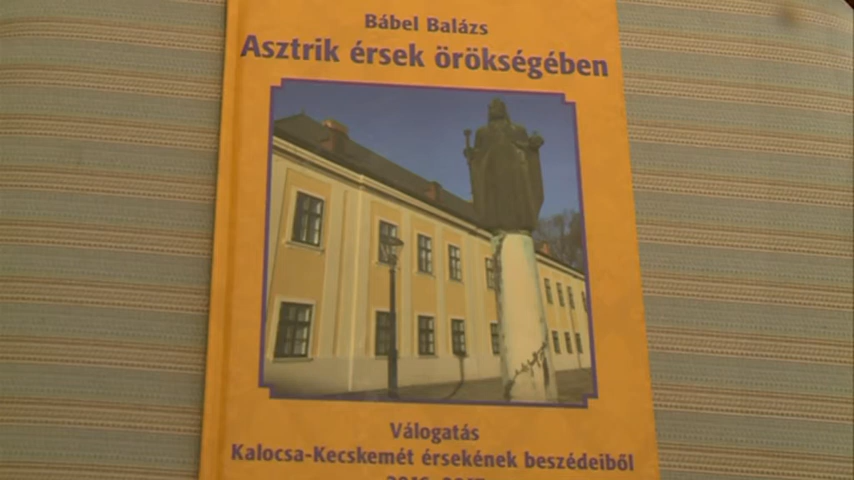 Bábel Balázs
Asztrik érsek örökségében
Válogatás
Kalocsa-Kecskemét érsekének beszédeiből